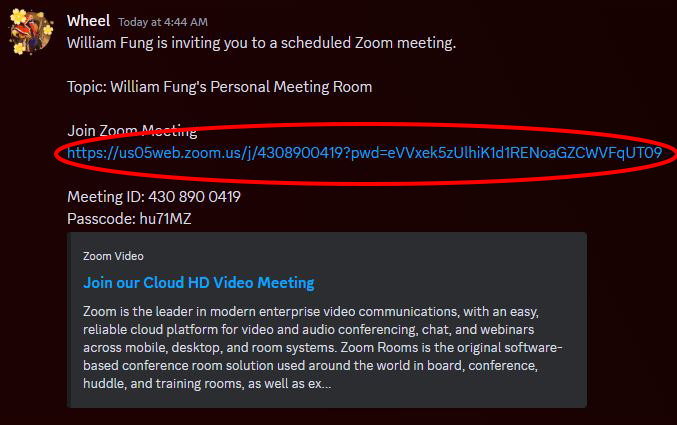 Wheel Today at 4:44 AM
William Fung is inviting you to a scheduled Zoom meeting.
Topic: William Fung's Personal Meeting Room
Join Zoom Meeting
https://us05web.zoom.us/j/4308900419?pwd=eVVxek5zUlhiK1d1RENoaGZCWVFqUT09
Meeting ID: 430 890 0419
Passcode: hu71MZ
Zoom Video
Join our Cloud HD Video Meeting
Zoom is the leader in modern enterprise video communications, with an easy,
reliable cloud platform for video and audio conferencing, chat, and webinars
across mobile, desktop, and room systems. Zoom Rooms is the original software-
based conference room solution used around the world in board, conference,
huddle, and training rooms, as well as ex...